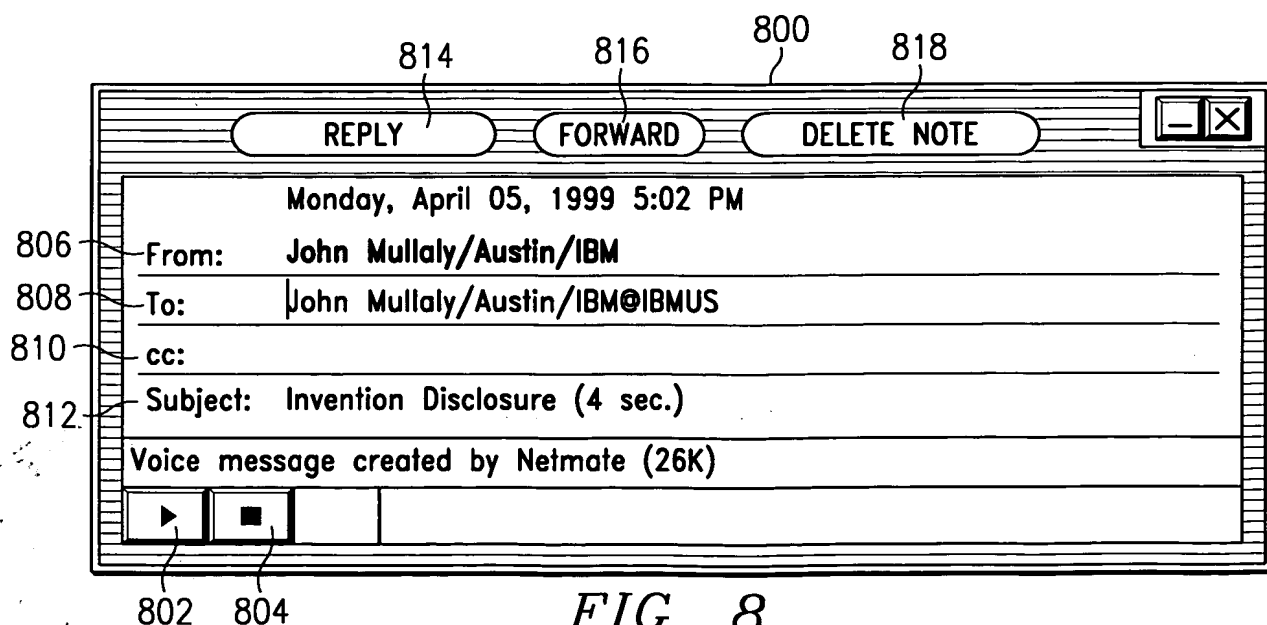 800
814 816 818
REPLY FORWARD DELETE NOTE
Monday, April 05, 1999 5:02 PM
806 From: John Mullaly/Austin/IBM
808 To: John Mullaly/Austin/IBM@IBMUS
810 cc:
812 Subject: Invention Disclosure (4 sec.)
Voice message created by Netmate (26K)
802 804
FIG. 8